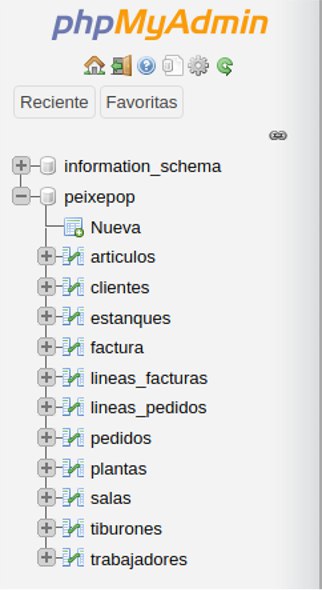 phpMyAdmin
Reciente Favoritas
information_schema
peixepop
Nueva
articulos
clientes
estanques
factura
lineas_facturas
lineas_pedidos
pedidos
plantas
salas
tiburones
trabajadores